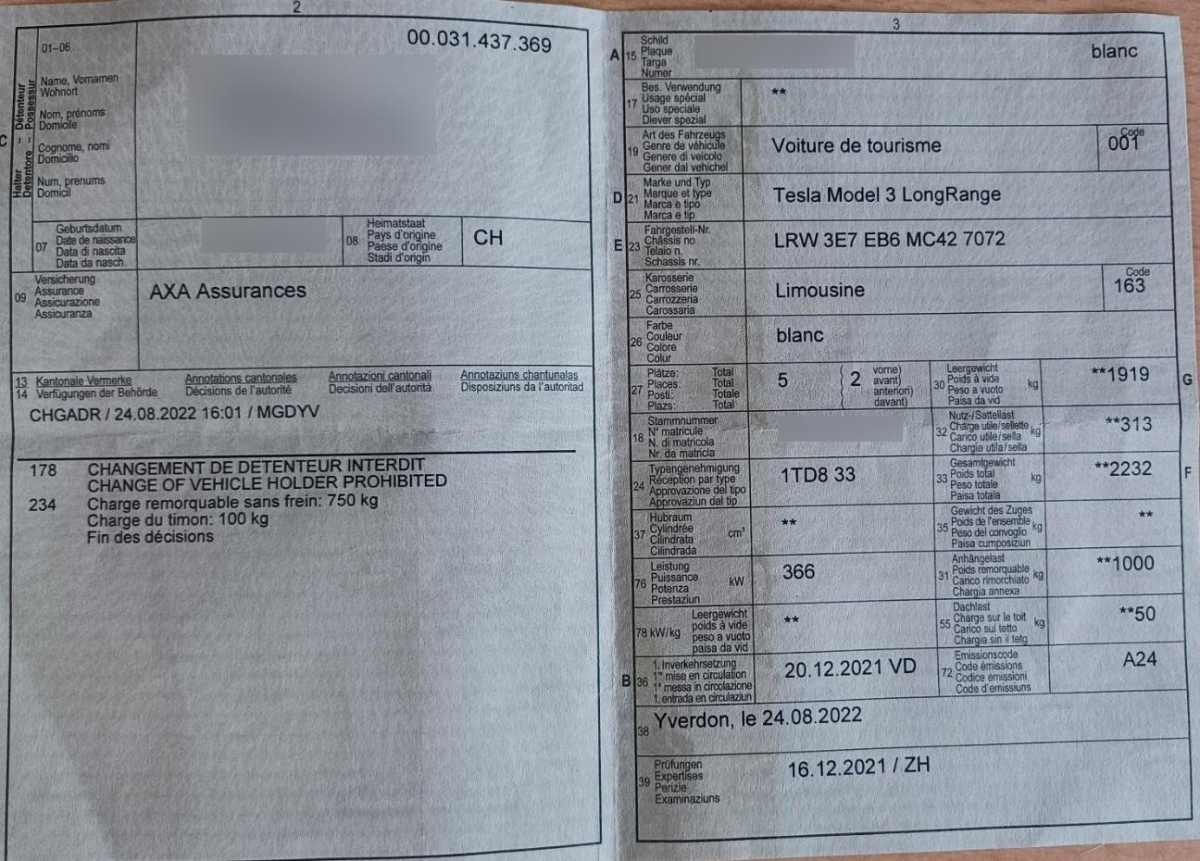 2
00.031.437.369
01–06
Name, Vornamen
Wohnort
Nom, prénoms
Domicile
Cognome, nomi
Domicilio
Num, prenums
Domicil
C
Halter - Détenteur
Detentore - Possessur
07
Geburtsdatum
Date de naissance
Data di nascita
Data da nasch.
08
Heimatstaat
Pays d'origine
Paese d'origine
Stadi d'origin
CH
09
Versicherung
Assurance
Assicurazione
Assicuranza
AXA Assurances
13 Kantonale Vermerke Annotations cantonales Annotazioni cantonali Annotaziuns chantunalas
14 Verfügungen der Behörde Décisions de l'autorité Decisioni dell'autorità Disposiziuns da l'autoritad
CHGADR / 24.08.2022 16:01 / MGDYV
178 CHANGEMENT DE DETENTEUR INTERDIT
CHANGE OF VEHICLE HOLDER PROHIBITED
234 Charge remorquable sans frein: 750 kg
Charge du timon: 100 kg
Fin des décisions
3
A 15
Schild
Plaque
Targa
Numer
blanc
17
Bes. Verwendung
Usage spécial
Uso speciale
Diever spezial
**
19
Art des Fahrzeugs
Genre de véhicule
Genere di veicolo
Gener dal vehichel
Voiture de tourisme
Code
001
D 21
Marke und Typ
Marque et type
Marca e tipo
Marca e tip
Tesla Model 3 LongRange
E 23
Fahrgestell-Nr.
Châssis no
Telaio n.
Schassis nr.
LRW 3E7 EB6 MC42 7072
25
Karosserie
Carrosserie
Carrozzeria
Carossaria
Limousine
Code
163
26
Farbe
Couleur
Colore
Colur
blanc
27
Plätze: Total
Places: Total
Posti: Totale
Plazs: Total
5
2
vorne)
avant)
anteriori)
davant)
30
Leergewicht
Poids à vide
Peso a vuoto
Paisa da vid
kg
**1919
G
18
Stammnummer
N° matricule
N. di matricola
Nr. da matricla
32
Nutz-/Sattellast
Charge utile/sellette
Carico utile/sella
Chargia utila/sella
kg
**313
24
Typengenehmigung
Réception par type
Approvazione del tipo
Approvaziun dal tip
1TD8 33
33
Gesamtgewicht
Poids total
Peso totale
Paisa totala
kg
**2232
F
37
Hubraum
Cylindrée
Cilindrata
Cilindrada
cm³
**
35
Gewicht des Zuges
Poids de l'ensemble
Peso del convoglio
Paisa cumposiziun
kg
**
76
Leistung
Puissance
Potenza
Prestaziun
kW
366
31
Anhängelast
Poids remorquable
Carico rimorchiato
Chargia annexa
kg
**1000
78 kW/kg
Leergewicht
poids à vide
peso a vuoto
paisa da vid
**
55
Dachlast
Charge sur le toit
Carico sul tetto
Chargia sin il tetg
kg
**50
B 36
1. Inverkehrsetzung
1re mise en circulation
1a messa in circolazione
1. entrada en circulaziun
20.12.2021 VD
72
Emissionscode
Code émissions
Codice emissioni
Code d'emissiuns
A24
38
Yverdon, le 24.08.2022
39
Prüfungen
Expertises
Perizie
Examinaziuns
16.12.2021 / ZH